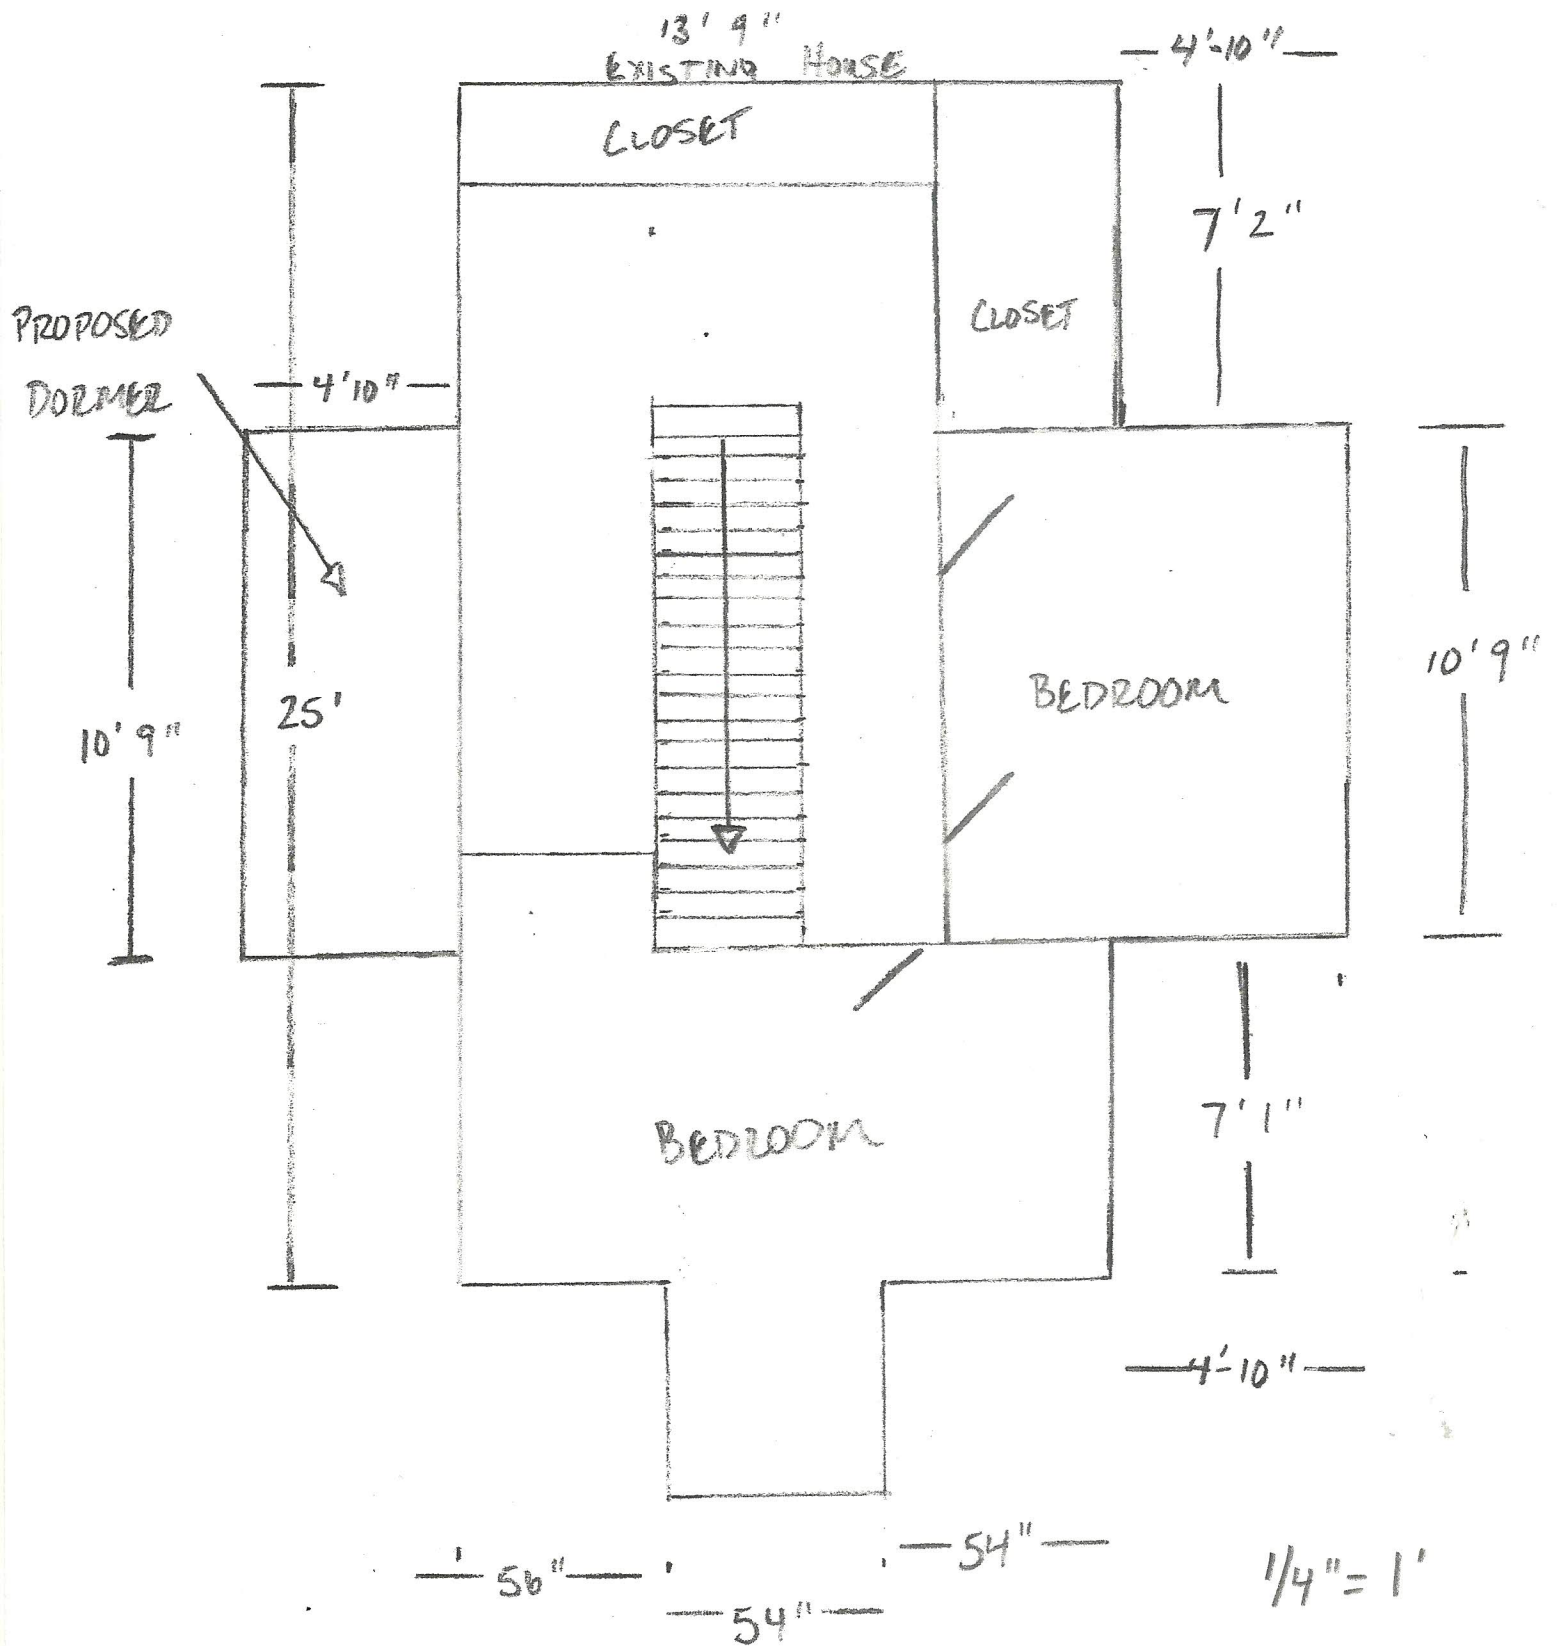 13' 9"
EXISTING HOUSE
4'-10"
CLOSET
7'2"
CLOSET
PROPOSED
DORMER
4'10"
10'9"
BEDROOM
25'
10'9"
7'1"
BEDROOM
4'-10"
54"
56"
54"
1/4" = 1'